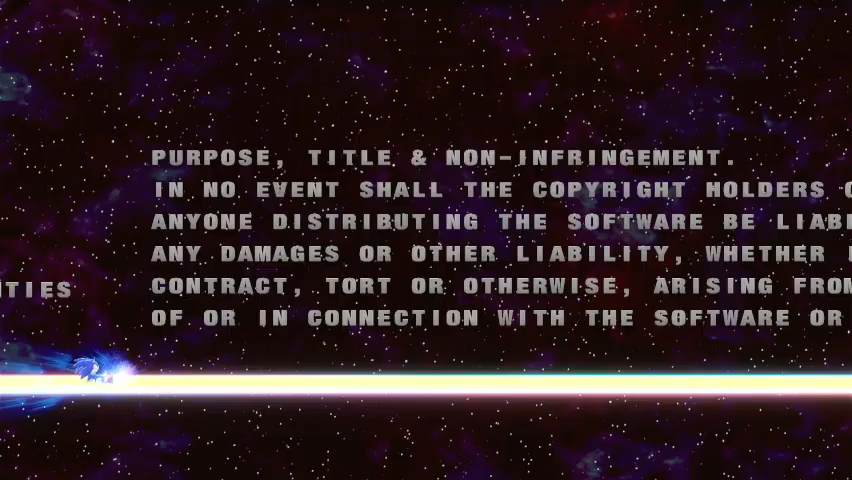 PURPOSE, TITLE & NON-INFRINGEMENT.
IN NO EVENT SHALL THE COPYRIGHT HOLDERS
ANYONE DISTRIBUTING THE SOFTWARE BE
ANY DAMAGES OR OTHER LIABILITY, WHETHER
CONTRACT, TORT OR OTHERWISE, ARISING FROM
OF OR IN CONNECTION WITH THE SOFTWARE OR